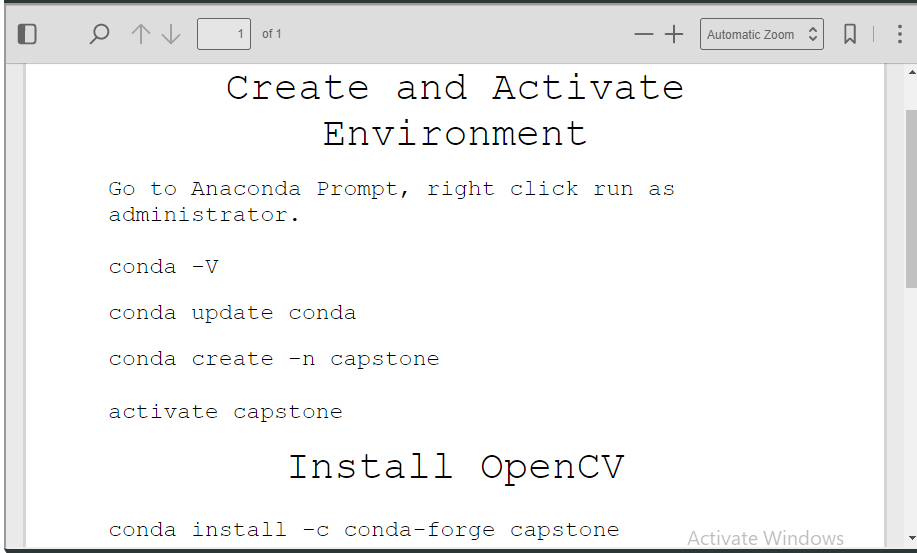 1 of 1
Automatic Zoom
Create and Activate
Environment
Go to Anaconda Prompt, right click run as
administrator.
conda -V
conda update conda
conda create -n capstone
activate capstone
Install OpenCV
conda install -c conda-forge capstone
Activate Windows